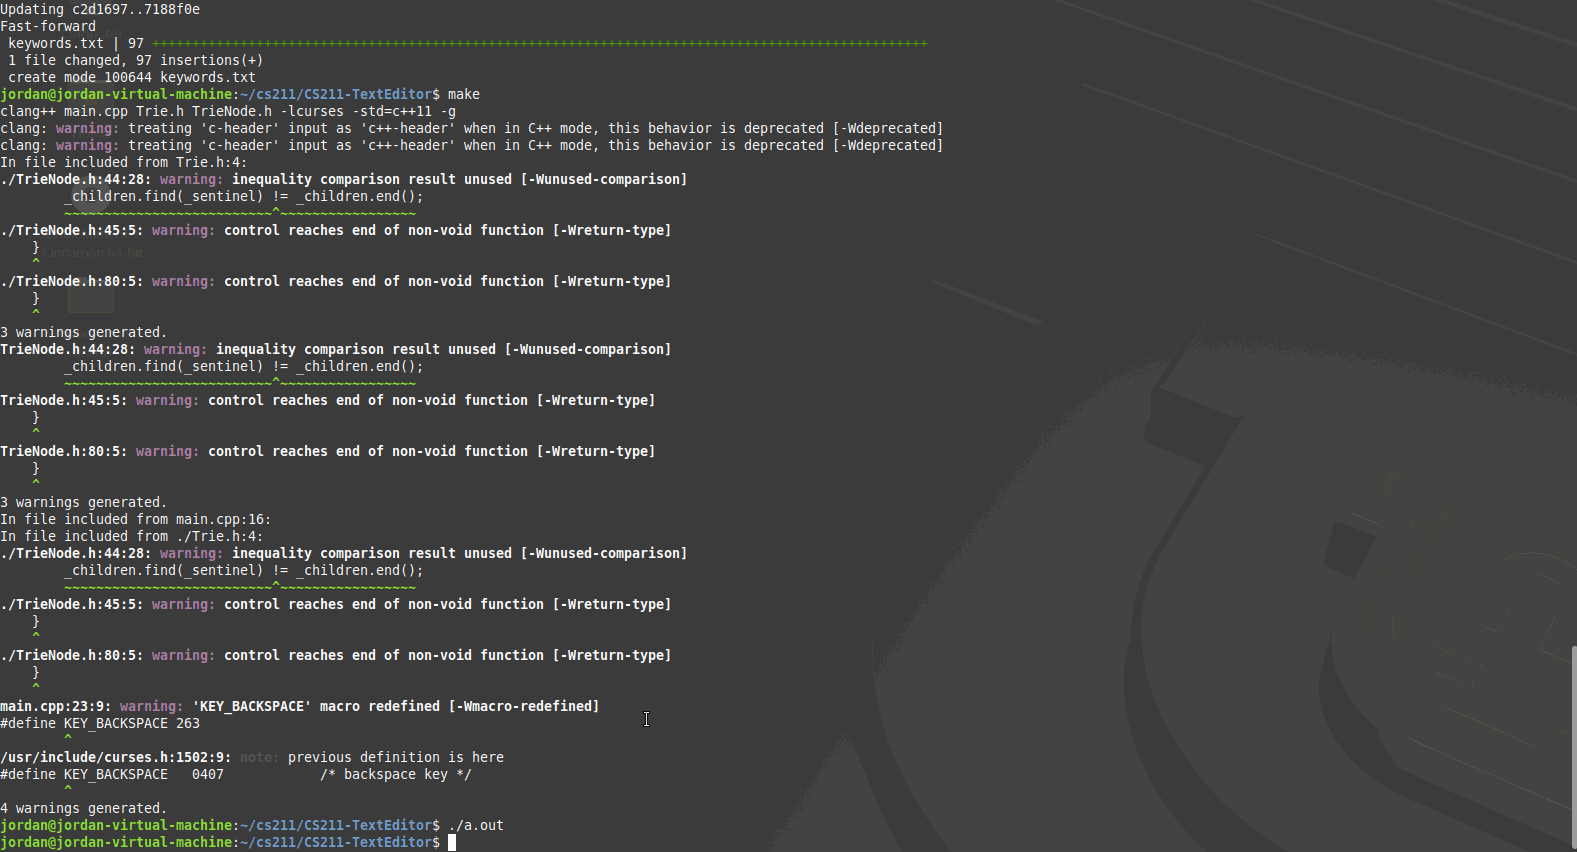 Updating c2d1697..7188f0e
Fast-forward
 keywords.txt | 97 +++++++++++++++++++++++++++++++++++++++++++++++++++++++++++++++++++++++++++++++++++++++++++++++++
 1 file changed, 97 insertions(+)
 create mode 100644 keywords.txt
jordan@jordan-virtual-machine:~/cs211/CS211-TextEditor$ make
clang++ main.cpp Trie.h TrieNode.h -lcurses -std=c++11 -g
clang: warning: treating 'c-header' input as 'c++-header' when in C++ mode, this behavior is deprecated [-Wdeprecated]
clang: warning: treating 'c-header' input as 'c++-header' when in C++ mode, this behavior is deprecated [-Wdeprecated]
In file included from Trie.h:4:
./TrieNode.h:44:28: warning: inequality comparison result unused [-Wunused-comparison]
        _children.find(_sentinel) != _children.end();
        ~~~~~~~~~~~~~~~~~~~~~~~~~~^~~~~~~~~~~~~~~~~~
./TrieNode.h:45:5: warning: control reaches end of non-void function [-Wreturn-type]
    }
    ^
Cinnamon 64-bit
./TrieNode.h:80:5: warning: control reaches end of non-void function [-Wreturn-type]
    }
    ^
3 warnings generated.
TrieNode.h:44:28: warning: inequality comparison result unused [-Wunused-comparison]
        _children.find(_sentinel) != _children.end();
        ~~~~~~~~~~~~~~~~~~~~~~~~~~^~~~~~~~~~~~~~~~~~
TrieNode.h:45:5: warning: control reaches end of non-void function [-Wreturn-type]
    }
    ^
TrieNode.h:80:5: warning: control reaches end of non-void function [-Wreturn-type]
    }
    ^
3 warnings generated.
In file included from main.cpp:16:
In file included from ./Trie.h:4:
./TrieNode.h:44:28: warning: inequality comparison result unused [-Wunused-comparison]
        _children.find(_sentinel) != _children.end();
        ~~~~~~~~~~~~~~~~~~~~~~~~~~^~~~~~~~~~~~~~~~~~
./TrieNode.h:45:5: warning: control reaches end of non-void function [-Wreturn-type]
    }
    ^
./TrieNode.h:80:5: warning: control reaches end of non-void function [-Wreturn-type]
    }
    ^
main.cpp:23:9: warning: 'KEY_BACKSPACE' macro redefined [-Wmacro-redefined]
#define KEY_BACKSPACE 263
        ^
/usr/include/curses.h:1502:9: note: previous definition is here
#define KEY_BACKSPACE   0407            /* backspace key */
        ^
4 warnings generated.
jordan@jordan-virtual-machine:~/cs211/CS211-TextEditor$ ./a.out
jordan@jordan-virtual-machine:~/cs211/CS211-TextEditor$